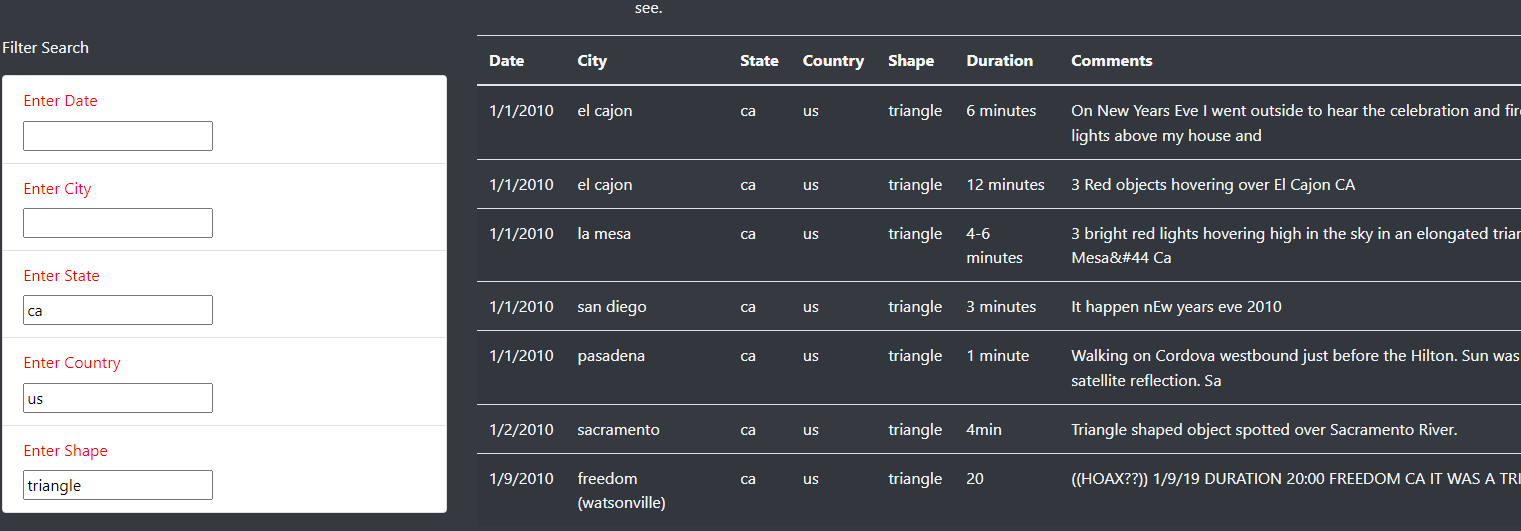 see.
Filter Search
Enter Date
Enter City
Enter State
ca
Enter Country
us
Enter Shape
triangle
Date City State Country Shape Duration Comments
1/1/2010 el cajon ca us triangle 6 minutes On New Years Eve I went outside to hear the celebration and
lights above my house and
1/1/2010 el cajon ca us triangle 12 minutes 3 Red objects hovering over El Cajon CA
1/1/2010 la mesa ca us triangle 4-6 3 bright red lights hovering high in the sky in an elongated
minutes Mesa&#44 Ca
1/1/2010 san diego ca us triangle 3 minutes It happen nEw years eve 2010
1/1/2010 pasadena ca us triangle 1 minute Walking on Cordova westbound just before the Hilton. Sun was
satellite reflection. Sa
1/2/2010 sacramento ca us triangle 4min Triangle shaped object spotted over Sacramento River.
1/9/2010 freedom ca us triangle 20 ((HOAX??)) 1/9/19 DURATION 20:00 FREEDOM CA IT WAS A
(watsonville)